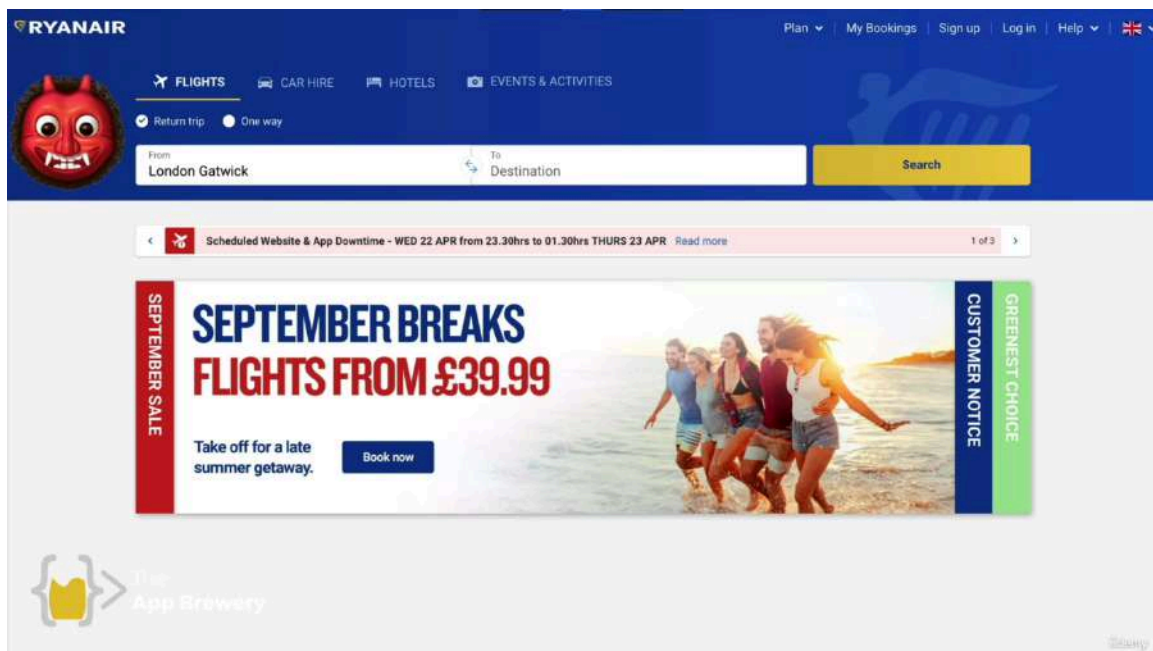 RYANAIR
Plan My Bookings Sign up Log in Help
FLIGHTS CAR HIRE HOTELS EVENTS & ACTIVITIES
Return trip One way
From
London Gatwick
To
Destination
Search
Scheduled Website & App Downtime - WED 22 APR from 23.30hrs to 01.30hrs THURS 23 APR Read more 1 of 3
SEPTEMBER SALE
SEPTEMBER BREAKS
FLIGHTS FROM £39.99
Take off for a late
summer getaway.
Book now
CUSTOMER NOTICE
GREENEST CHOICE
The
App Brewery
Udemy